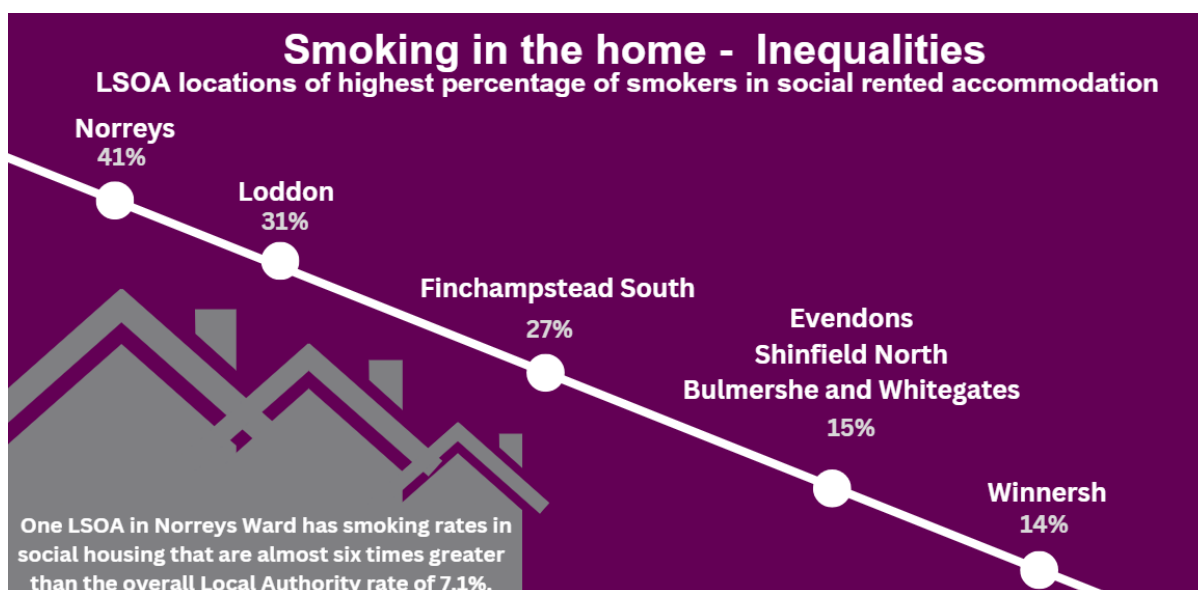 Smoking in the home - Inequalities
LSOA locations of highest percentage of smokers in social rented accommodation
Norreys
41%
Loddon
31%
Finchampstead South
27%
Evendons
Shinfield North
Bulmershe and Whitegates
15%
Winnersh
14%
One LSOA in Norreys Ward has smoking rates in
social housing that are almost six times greater
than the overall Local Authority rate of 7.1%.